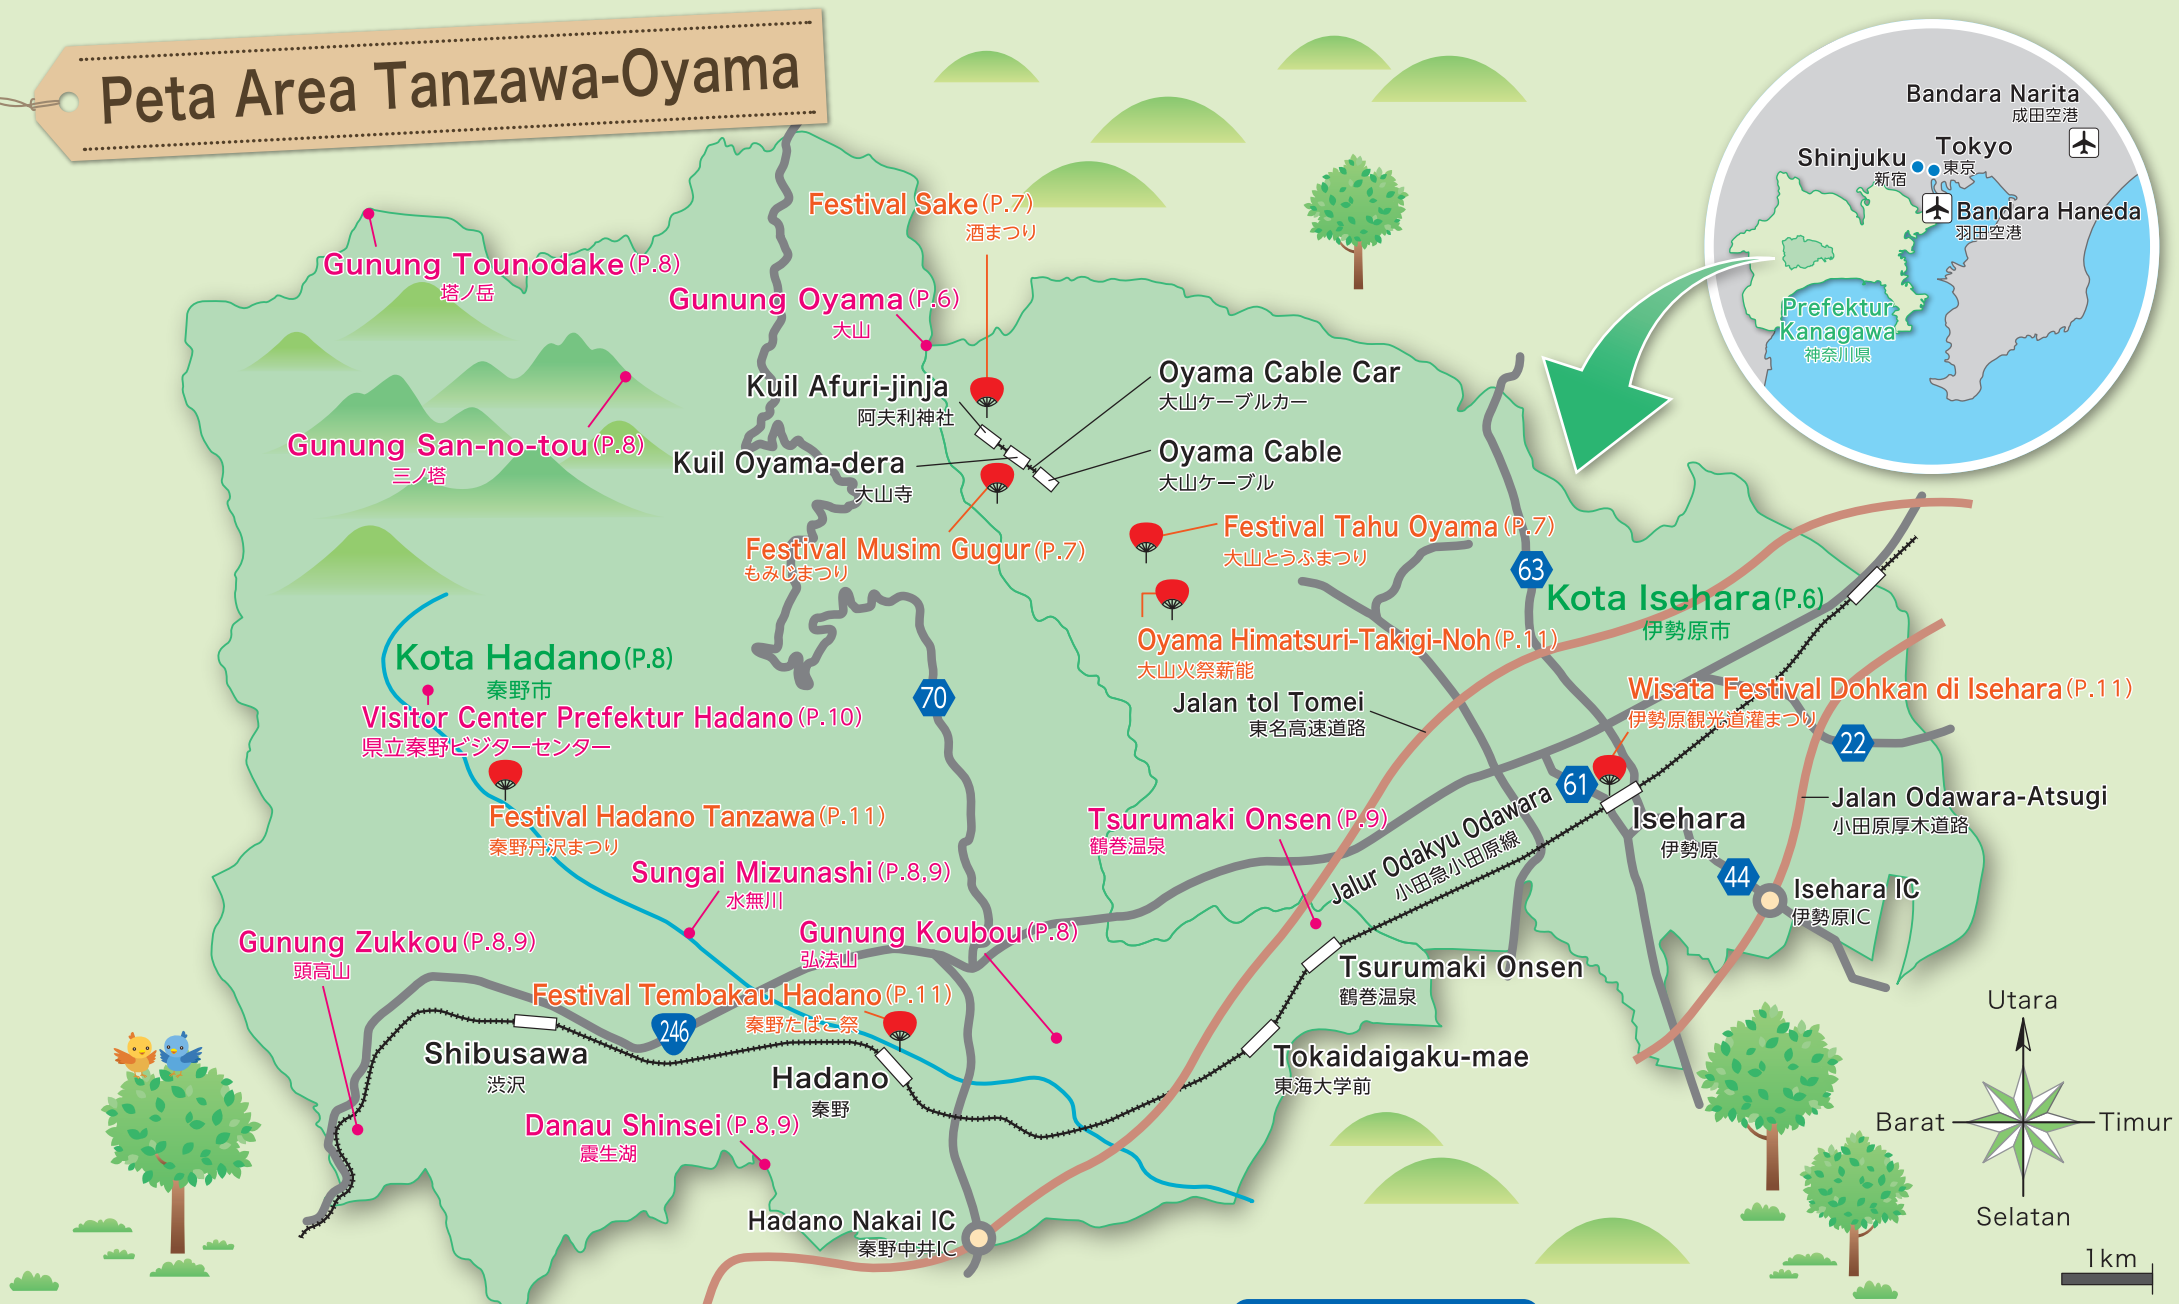 Peta Area Tanzawa-Oyama
Bandara Narita
成田空港
Tokyo
東京
Shinjuku
新宿
Bandara Haneda
羽田空港
Prefektur
Kanagawa
神奈川県
Festival Sake (P.7)
酒まつり
Gunung Tounodake (P.8)
塔ノ岳
Gunung Oyama (P.6)
大山
Kuil Afuri-jinja
阿夫利神社
Oyama Cable Car
大山ケーブルカー
Gunung San-no-tou (P.8)
三ノ塔
Kuil Oyama-dera
大山寺
Oyama Cable
大山ケーブル
Festival Musim Gugur (P.7)
もみじまつり
Festival Tahu Oyama (P.7)
大山とうふまつり
63
Kota Isehara (P.6)
伊勢原市
Oyama Himatsuri-Takigi-Noh (P.11)
大山火祭薪能
Kota Hadano (P.8)
秦野市
70
Jalan tol Tomei
東名高速道路
Wisata Festival Dohkan di Isehara (P.11)
伊勢原観光道灌まつり
Visitor Center Prefektur Hadano (P.10)
県立秦野ビジターセンター
22
61
Festival Hadano Tanzawa (P.11)
秦野丹沢まつり
Tsurumaki Onsen (P.9)
鶴巻温泉
Jalur Odakyu Odawara
小田急小田原線
Isehara
伊勢原
Jalan Odawara-Atsugi
小田原厚木道路
Sungai Mizunashi (P.8,9)
水無川
44
Isehara IC
伊勢原IC
Gunung Zukkou (P.8,9)
頭高山
Gunung Koubou (P.8)
弘法山
Tsurumaki Onsen
鶴巻温泉
Festival Tembakau Hadano (P.11)
秦野たばこ祭
246
Shibusawa
渋沢
Hadano
秦野
Tokaidaigaku-mae
東海大学前
Danau Shinsei (P.8,9)
震生湖
Hadano Nakai IC
秦野中井IC
Utara
Barat
Timur
Selatan
1km